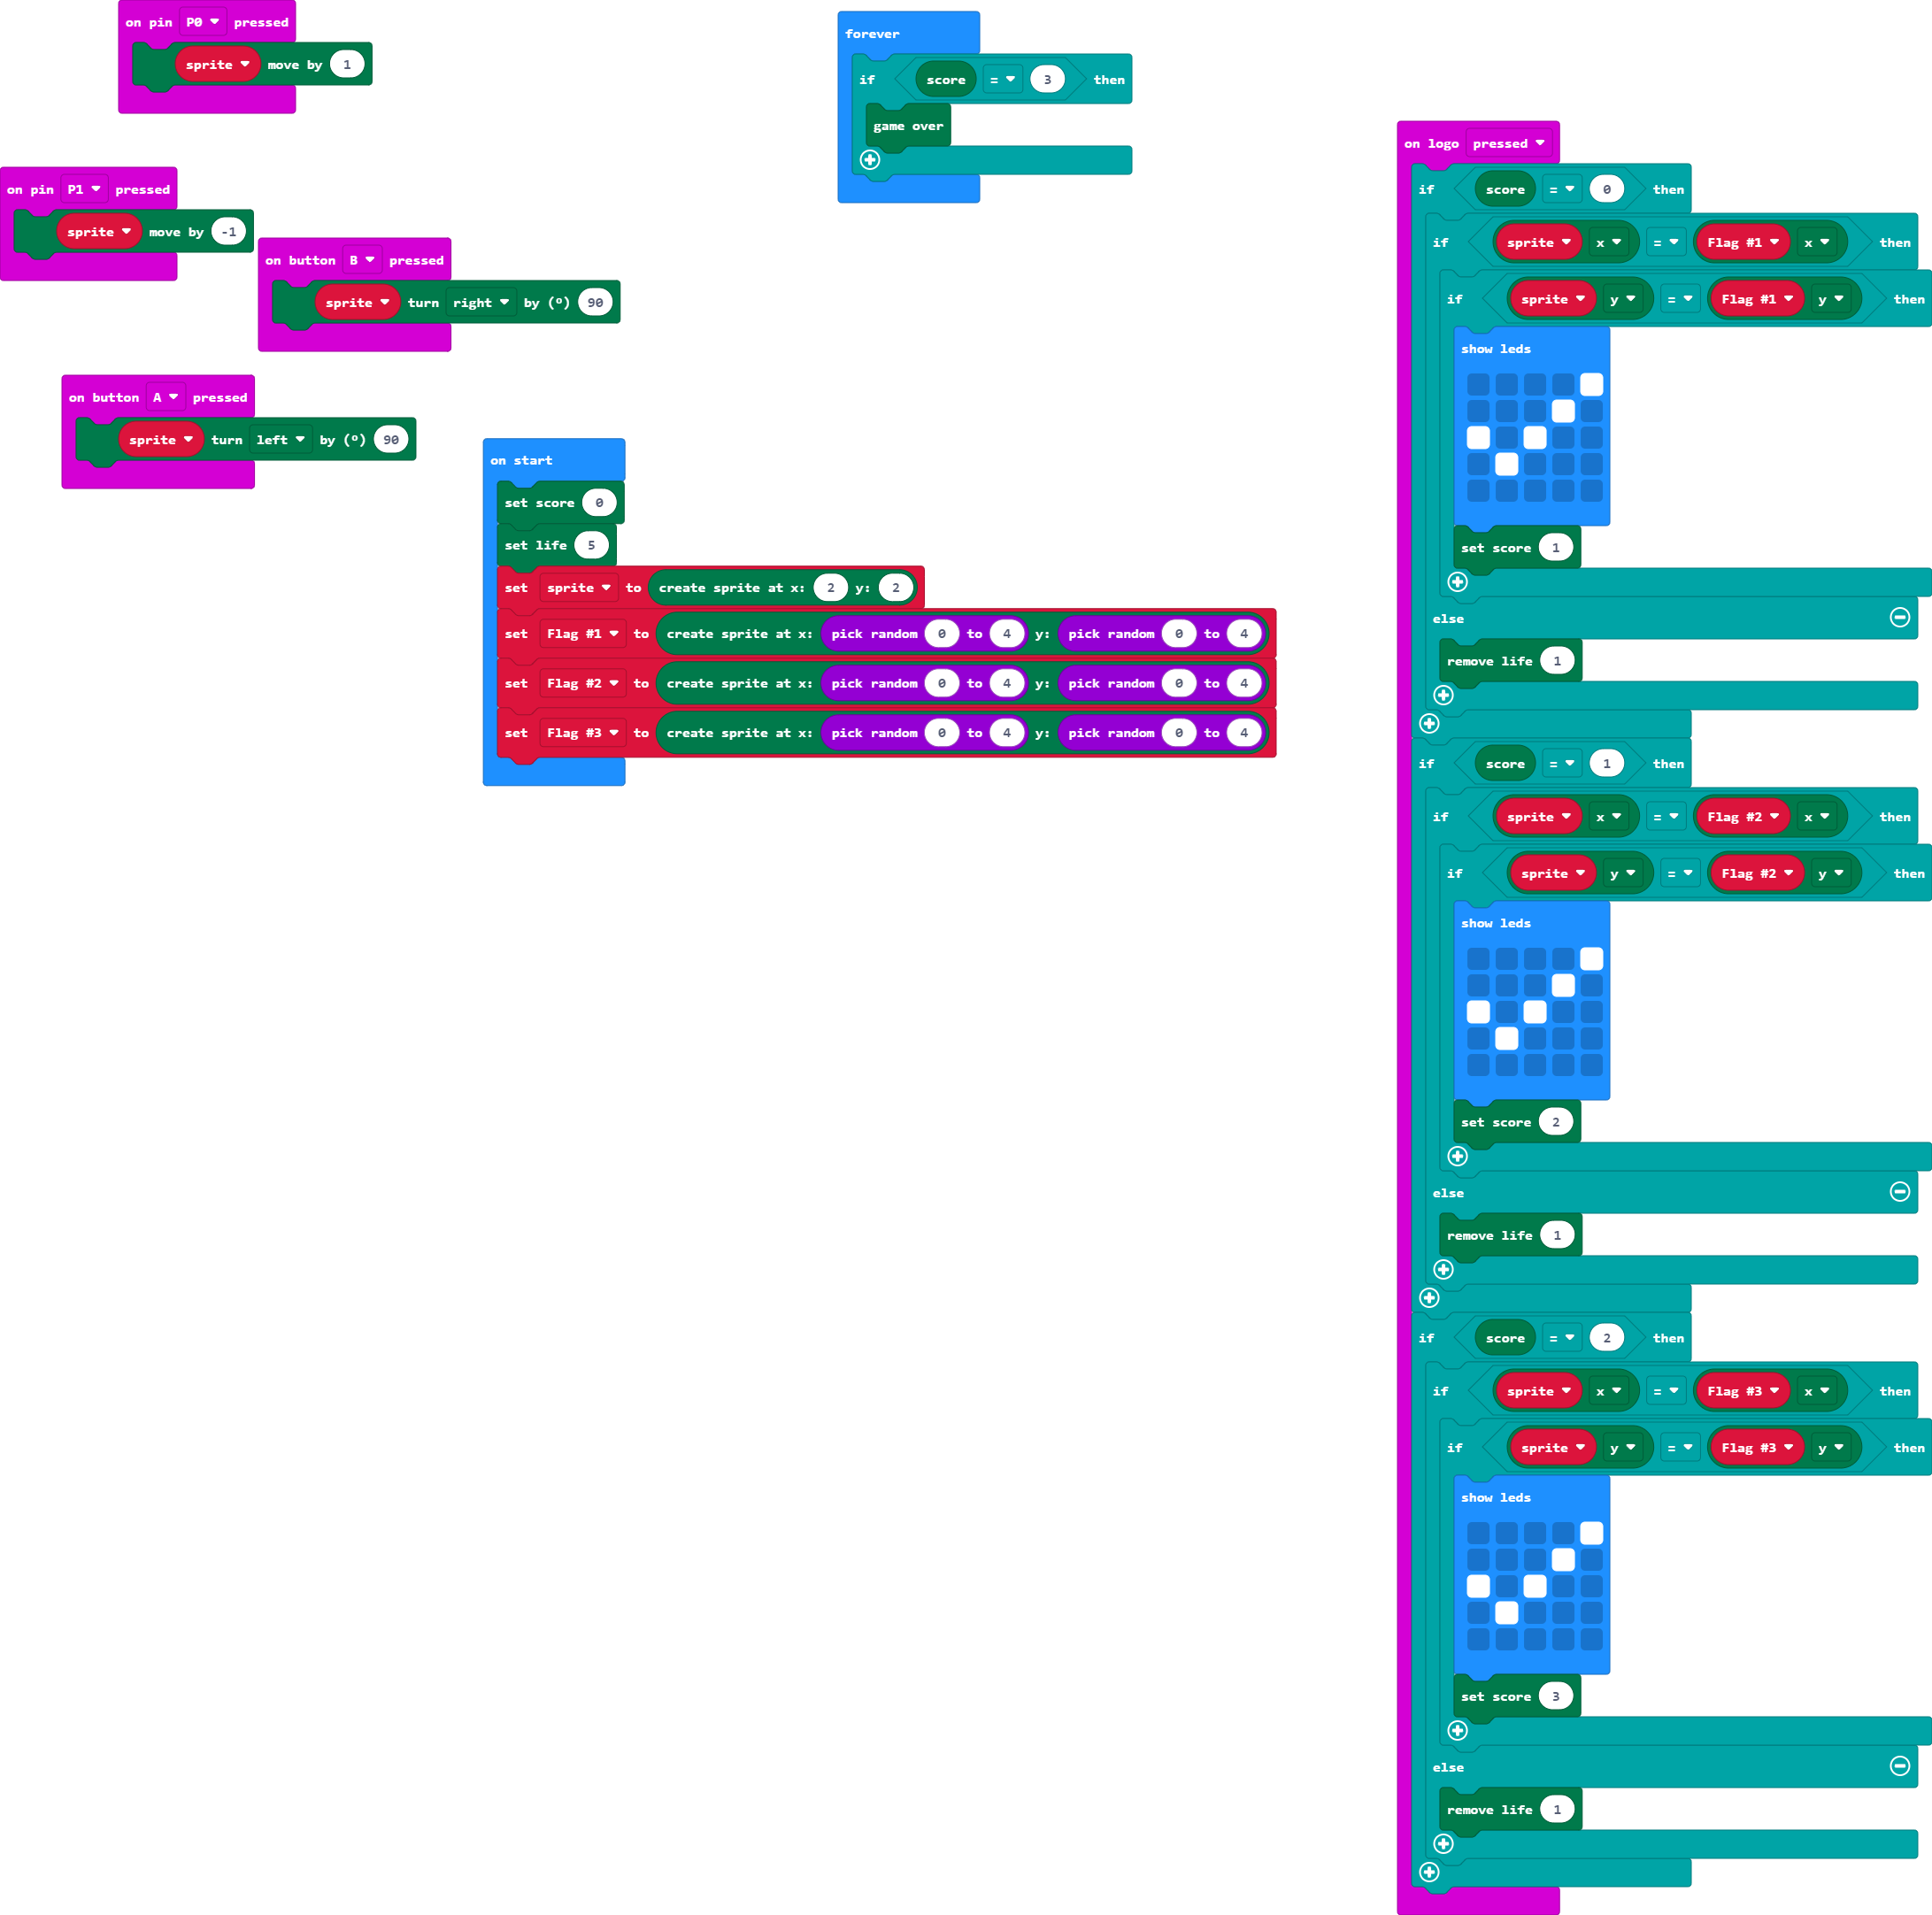 on pin P0 pressed
sprite move by 1
on pin P1 pressed
sprite move by -1
on button B pressed
sprite turn right by (º) 90
on button A pressed
sprite turn left by (º) 90
forever
if score = 3 then
game over
on start
set score 0
set life 5
set sprite to create sprite at x: 2 y: 2
set Flag #1 to create sprite at x: pick random 0 to 4 y: pick random 0 to 4
set Flag #2 to create sprite at x: pick random 0 to 4 y: pick random 0 to 4
set Flag #3 to create sprite at x: pick random 0 to 4 y: pick random 0 to 4
on logo pressed
if score = 0 then
if sprite x = Flag #1 x then
if sprite y = Flag #1 y then
show leds
set score 1
else
remove life 1
if score = 1 then
if sprite x = Flag #2 x then
if sprite y = Flag #2 y then
show leds
set score 2
else
remove life 1
if score = 2 then
if sprite x = Flag #3 x then
if sprite y = Flag #3 y then
show leds
set score 3
else
remove life 1